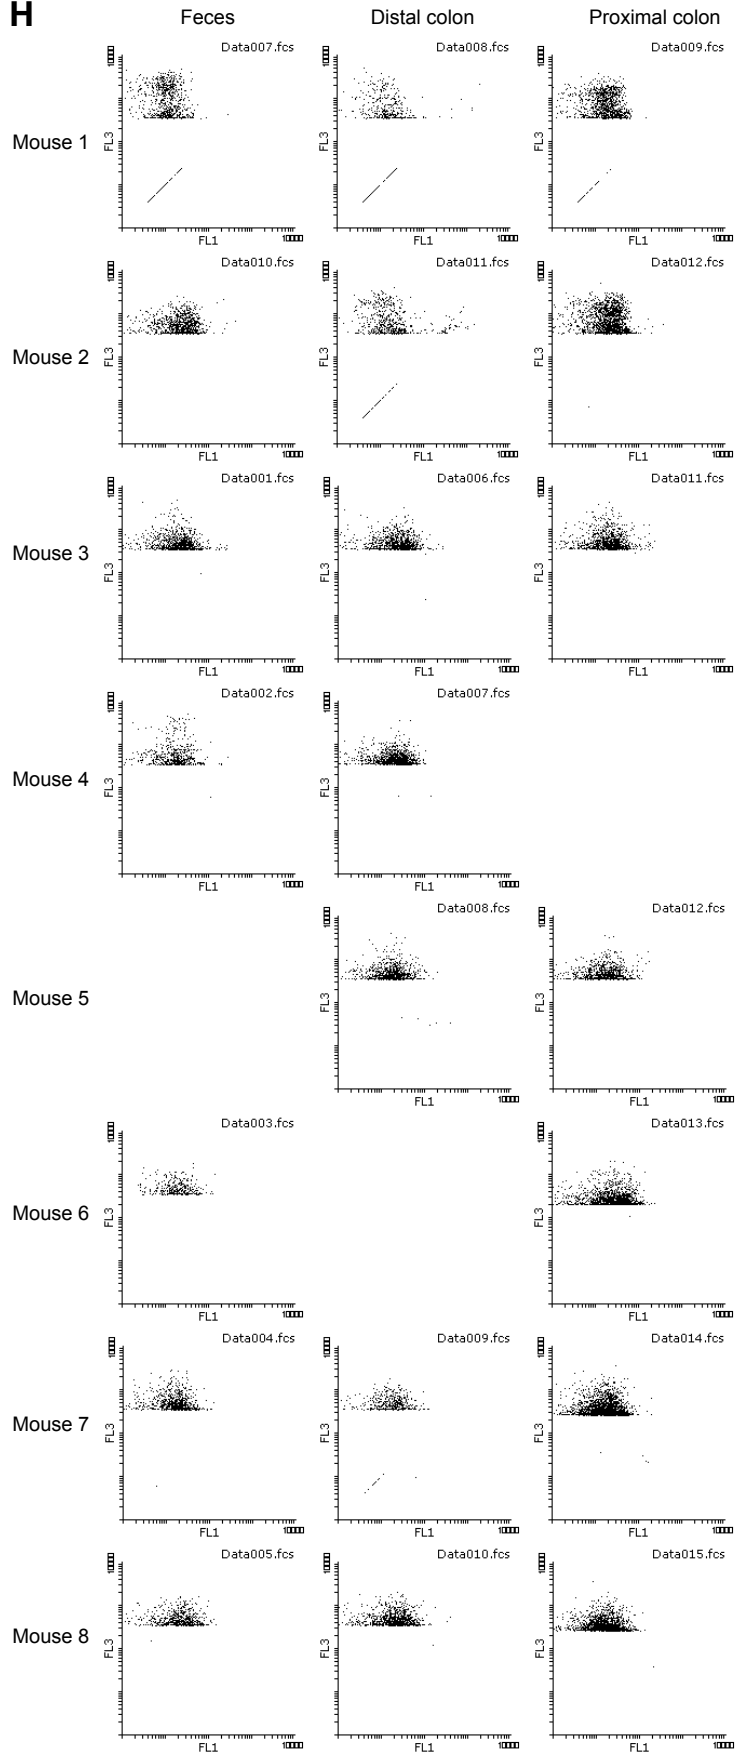 H
Feces Distal colon Proximal colon
Data007.fcs Data008.fcs Data009.fcs
Mouse 1
FL3 FL3 FL3
FL1 FL1 FL1
Data010.fcs Data011.fcs Data012.fcs
Mouse 2
FL3 FL3 FL3
FL1 FL1 FL1
Data001.fcs Data006.fcs Data011.fcs
Mouse 3
FL3 FL3 FL3
FL1 FL1 FL1
Data002.fcs Data007.fcs
Mouse 4
FL3 FL3
FL1 FL1
Data008.fcs Data012.fcs
Mouse 5
FL3 FL3
FL1 FL1
Data003.fcs Data013.fcs
Mouse 6
FL3 FL3
FL1 FL1
Data004.fcs Data009.fcs Data014.fcs
Mouse 7
FL3 FL3 FL3
FL1 FL1 FL1
Data005.fcs Data010.fcs Data015.fcs
Mouse 8
FL3 FL3 FL3
FL1 FL1 FL1